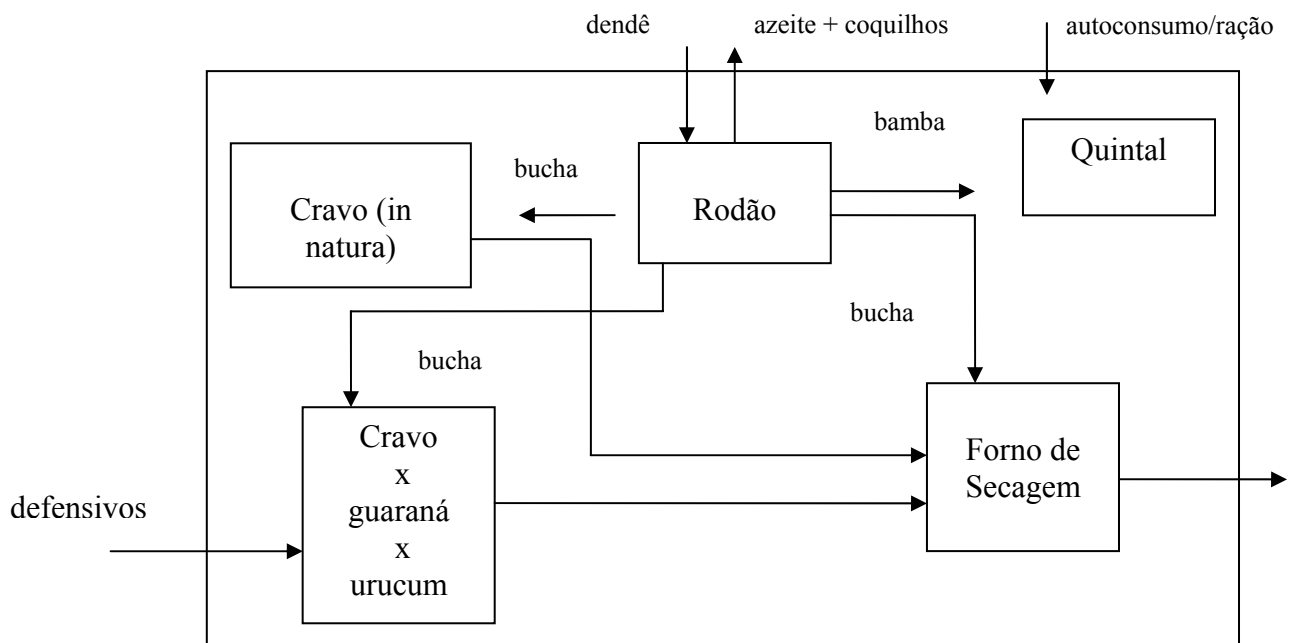 dendê
azeite + coquilhos
autoconsumo/ração
bamba
Quintal
bucha
Cravo (in
natura)
Rodão
bucha
bucha
Cravo
x
guaraná
x
urucum
Forno de
Secagem
defensivos